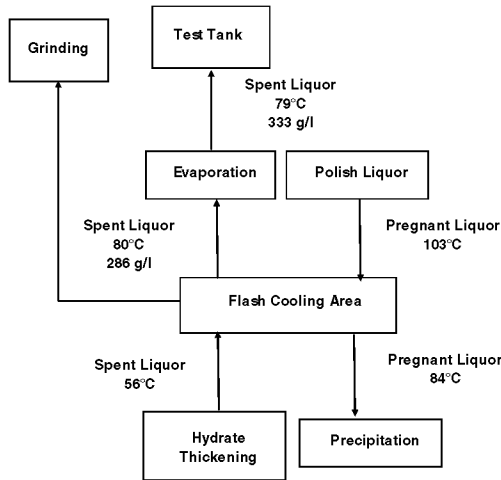 Grinding
Test Tank
Spent Liquor
79°C
333 g/l
Evaporation
Polish Liquor
Spent Liquor
80°C
286 g/l
Pregnant Liquor
103°C
Flash Cooling Area
Spent Liquor
56°C
Pregnant Liquor
84°C
Hydrate
Thickening
Precipitation